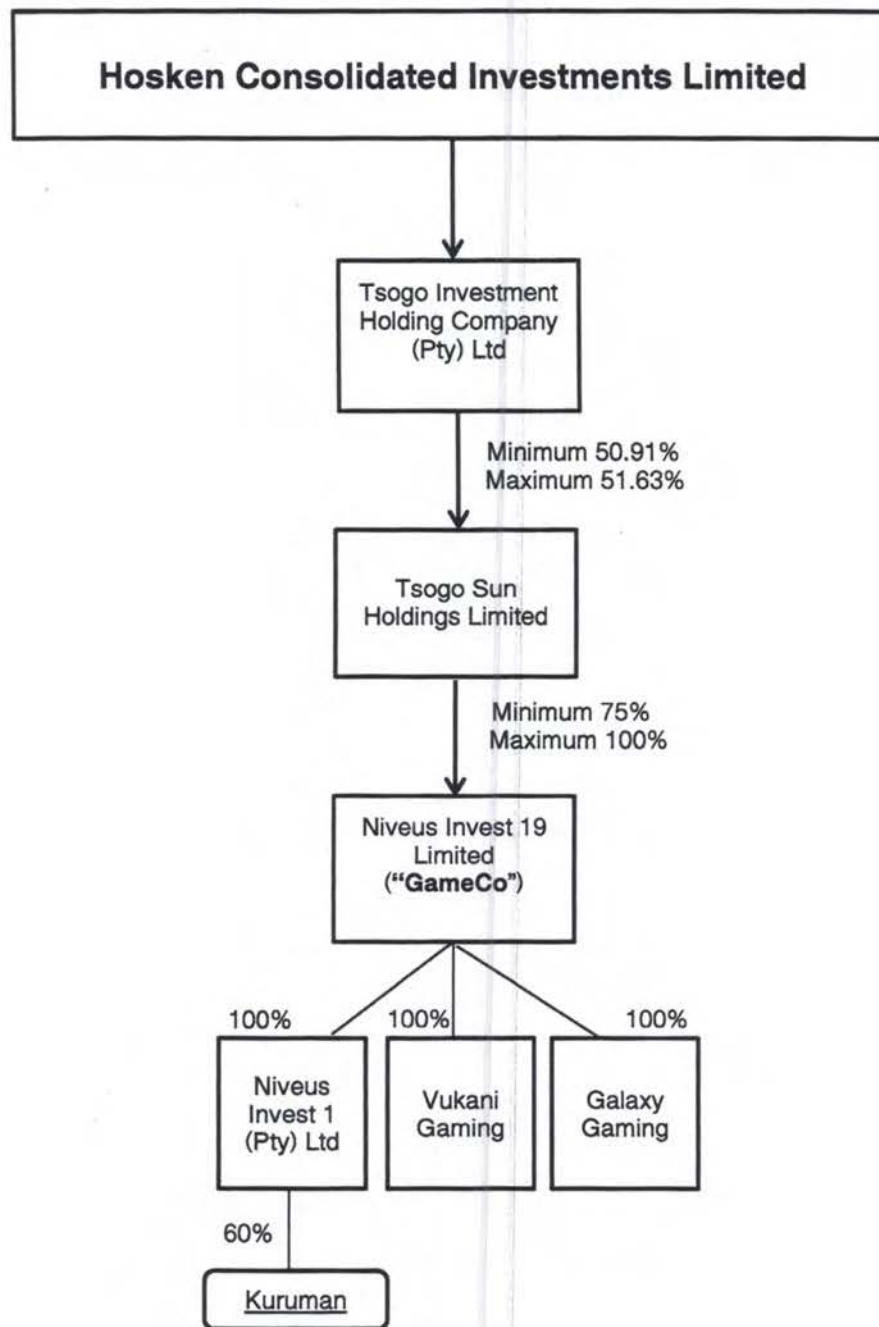 Hosken Consolidated Investments Limited
Tsogo Investment
Holding Company
(Pty) Ltd
Minimum 50.91%
Maximum 51.63%
Tsogo Sun
Holdings Limited
Minimum 75%
Maximum 100%
Niveus Invest 19
Limited
(“GameCo”)
100%
100%
100%
Niveus
Invest 1
(Pty) Ltd
Vukani
Gaming
Galaxy
Gaming
60%
Kuruman